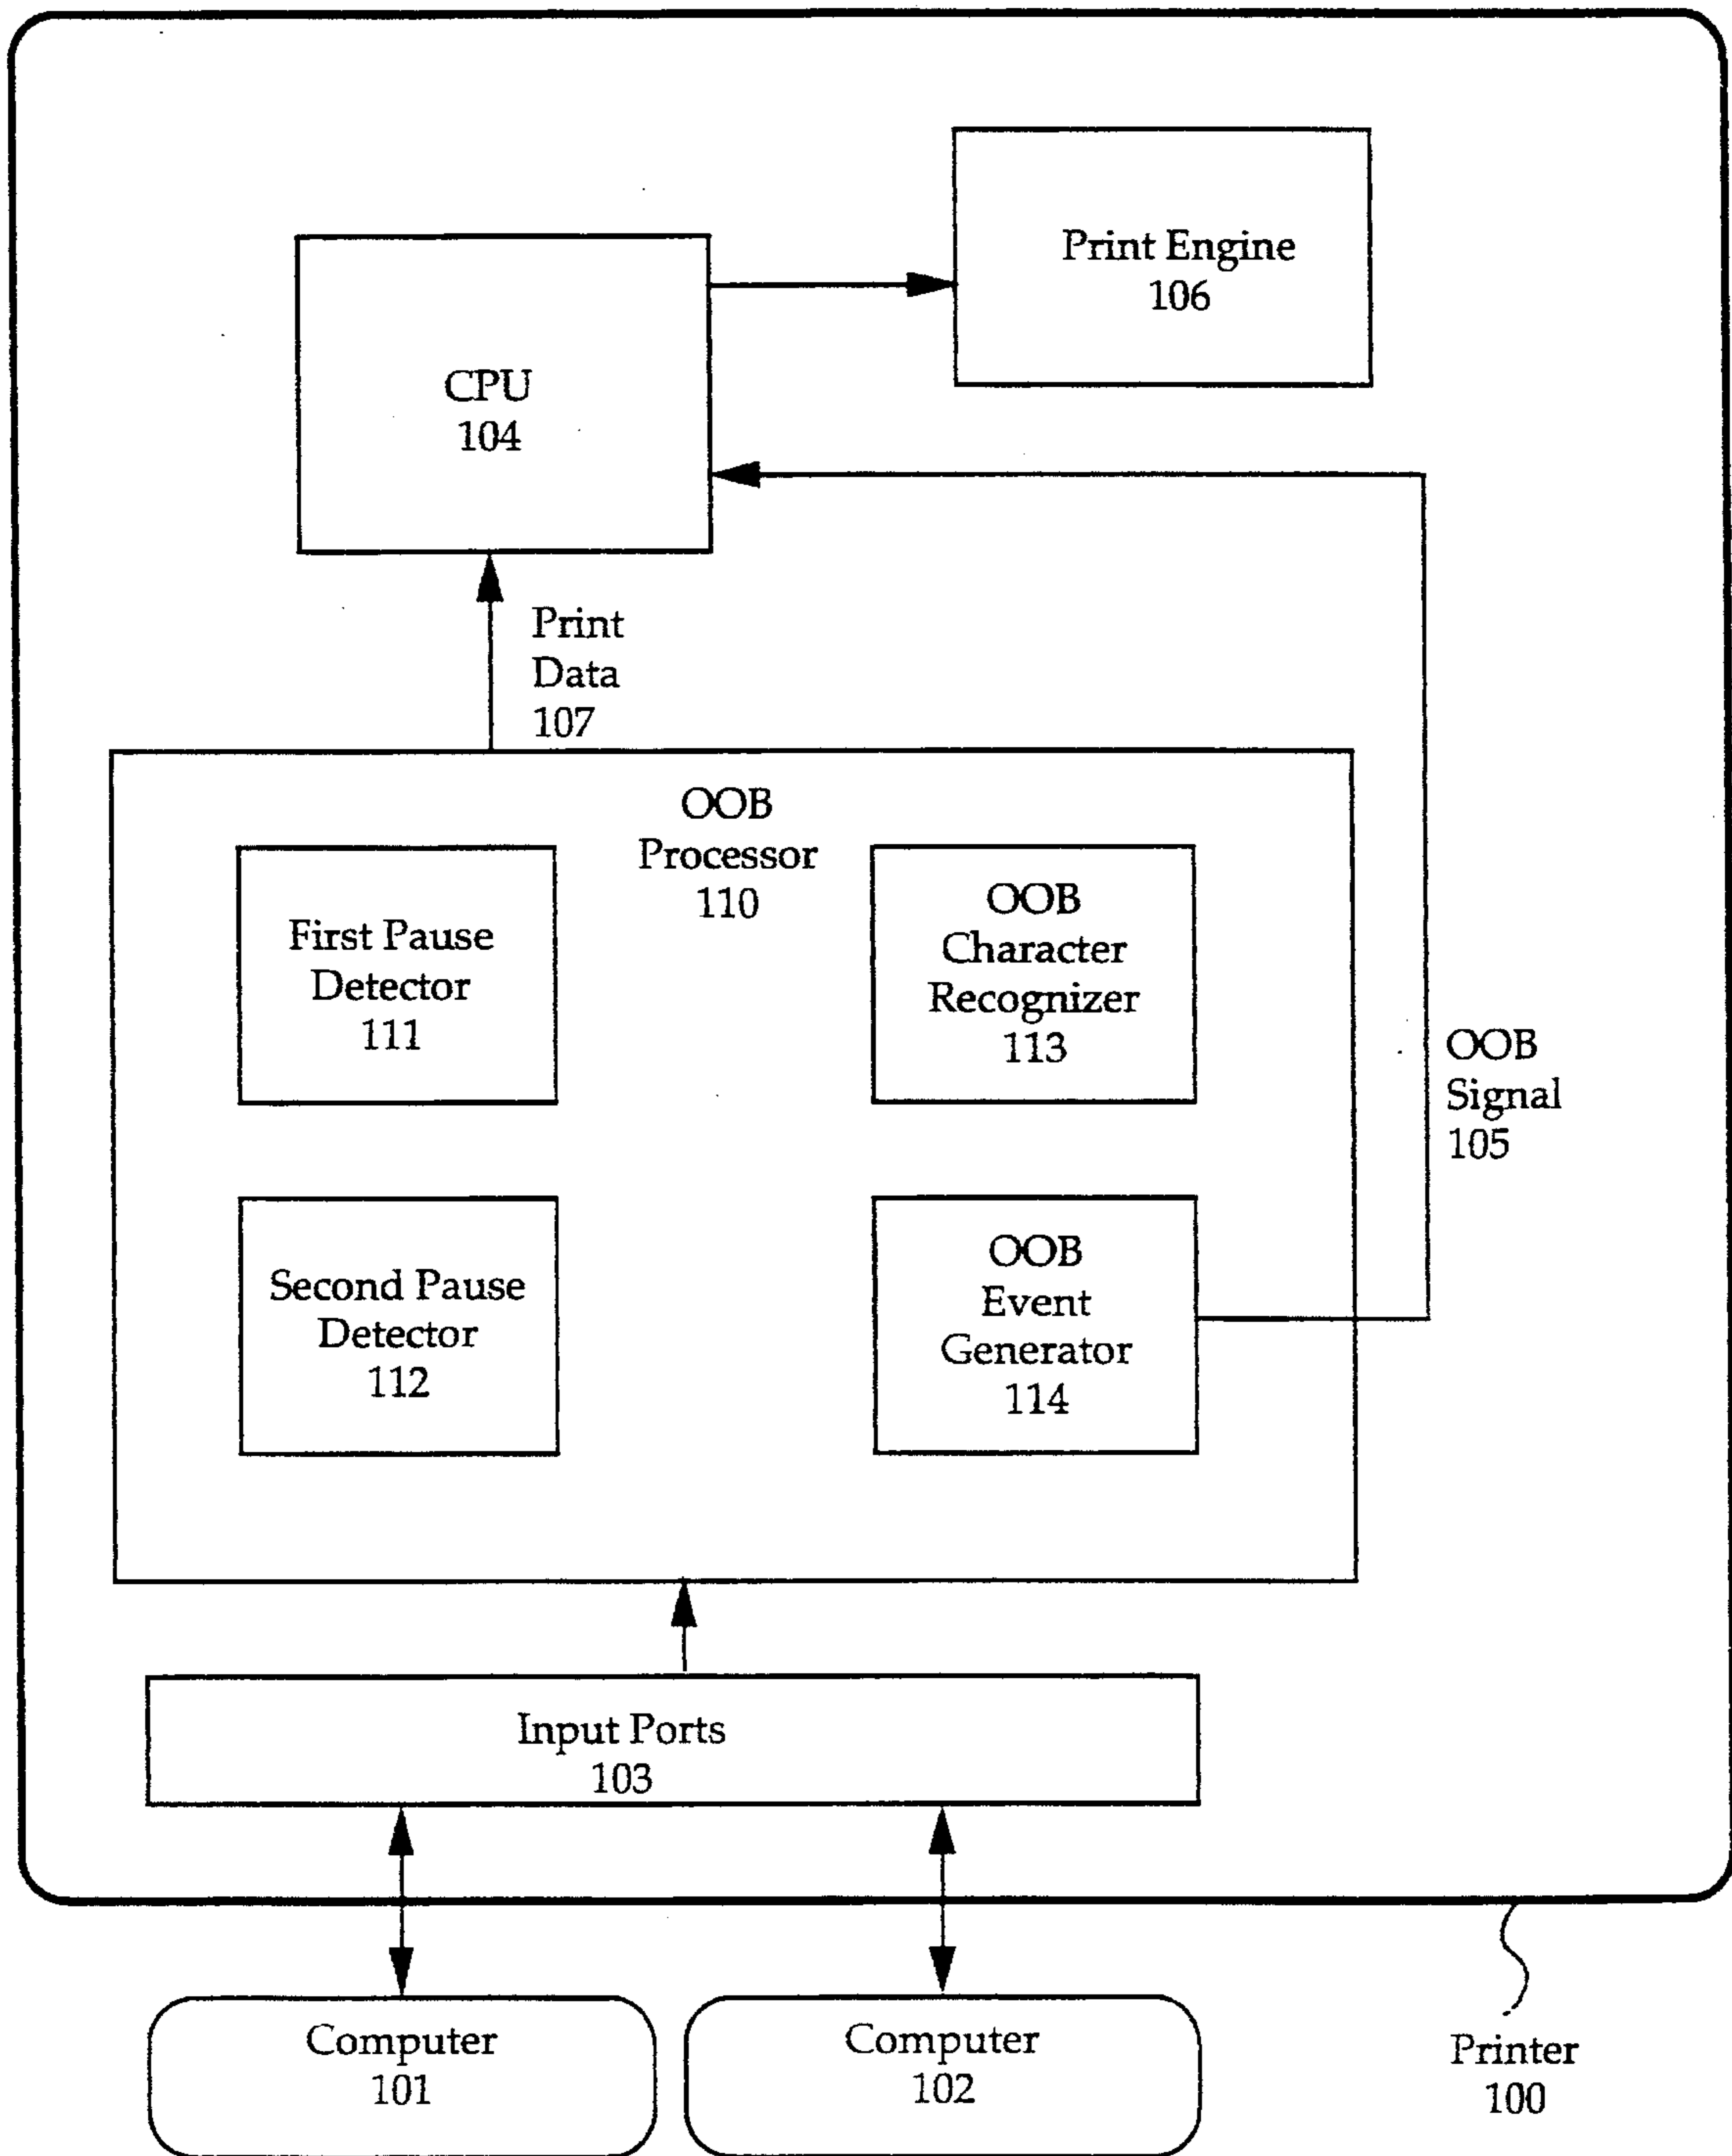 Print Engine
106
CPU
104
Print
Data
107
OOB
Processor
110
First Pause
Detector
111
OOB
Character
Recognizer
113
OOB
Signal
105
Second Pause
Detector
112
OOB
Event
Generator
114
Input Ports
103
Computer
101
Computer
102
Printer
100